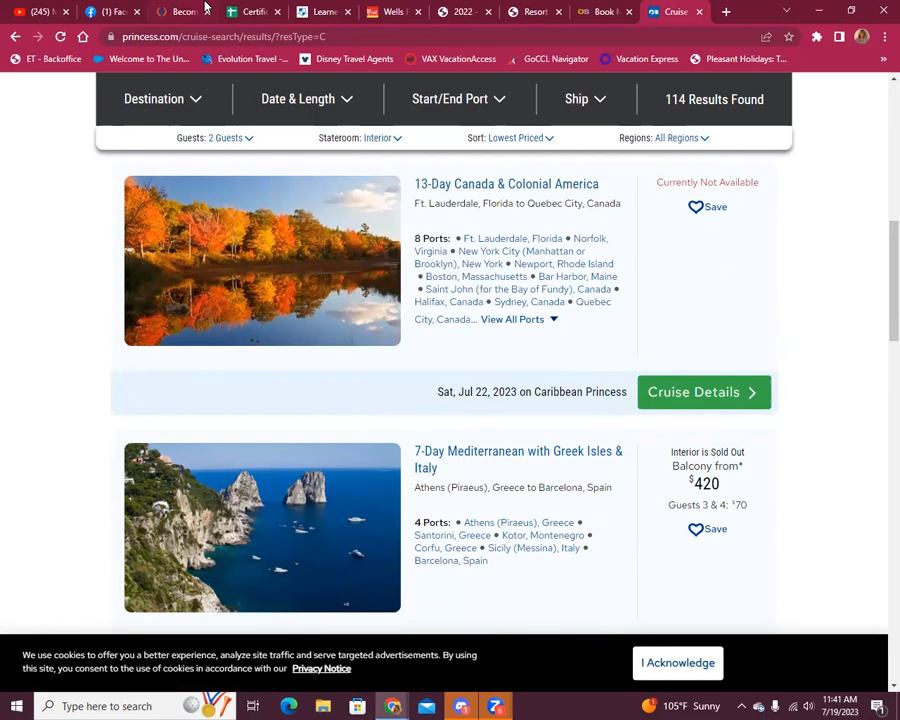 (245) M
(1) Fac
Becom
Certific
Learne
Wells F
2022 -
Resort
Book M
Cruise
princess.com/cruise-search/results/?resType=C
ET - Backoffice
Welcome to The Un...
Evolution Travel -...
Disney Travel Agents
VAX VacationAccess
GoCCL Navigator
Vacation Express
Pleasant Holidays: T...
Destination
Date & Length
Start/End Port
Ship
114 Results Found
Guests: 2 Guests
Stateroom: Interior
Sort: Lowest Priced
Regions: All Regions
13-Day Canada & Colonial America
Ft. Lauderdale, Florida to Quebec City, Canada
8 Ports: • Ft. Lauderdale, Florida • Norfolk,
Virginia • New York City (Manhattan or
Brooklyn), New York • Newport, Rhode Island
• Boston, Massachusetts • Bar Harbor, Maine
• Saint John (for the Bay of Fundy), Canada •
Halifax, Canada • Sydney, Canada • Quebec
City, Canada... View All Ports
Currently Not Available
Save
Sat, Jul 22, 2023 on Caribbean Princess
Cruise Details
7-Day Mediterranean with Greek Isles &
Italy
Athens (Piraeus), Greece to Barcelona, Spain
4 Ports: • Athens (Piraeus), Greece •
Santorini, Greece • Kotor, Montenegro •
Corfu, Greece • Sicily (Messina), Italy •
Barcelona, Spain
Interior is Sold Out
Balcony from*
$420
Guests 3 & 4: $70
Save
We use cookies to offer you a better experience, analyze site traffic and serve targeted advertisements. By using
this site, you consent to the use of cookies in accordance with our Privacy Notice
I Acknowledge
Type here to search
105°F Sunny
11:41 AM
7/19/2023